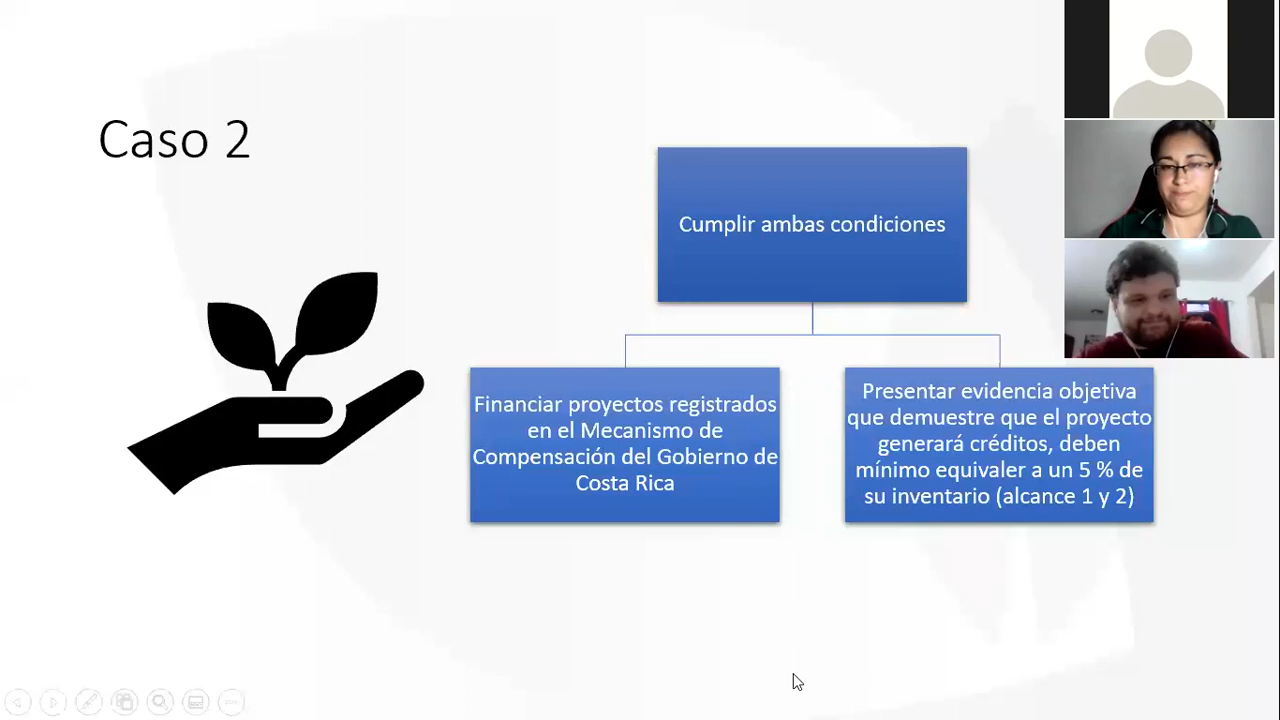 Caso 2
Cumplir ambas condiciones
Financiar proyectos registrados
en el Mecanismo de
Compensación del Gobierno de
Costa Rica
Presentar evidencia objetiva
que demuestre que el proyecto
generará créditos, deben
mínimo equivaler a un 5 % de
su inventario (alcance 1 y 2)